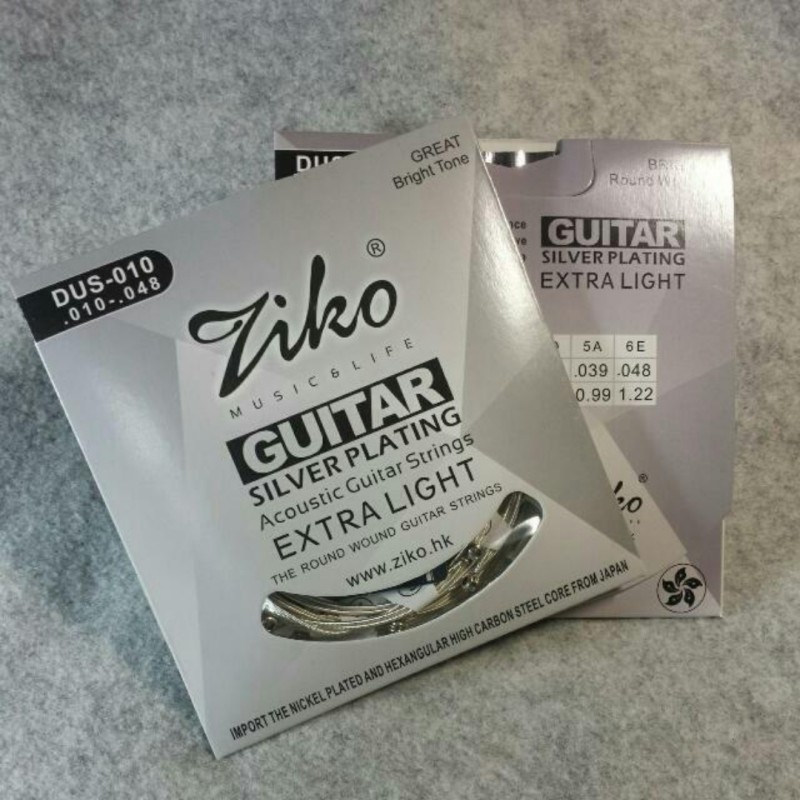 GREAT
Bright Tone
DUS-010
.010-.048
Ziko®
MUSIC & LIFE
GUITAR
SILVER PLATING
Acoustic Guitar Strings
EXTRA LIGHT
THE ROUND WOUND GUITAR STRINGS
www.ziko.hk
IMPORT THE NICKEL PLATED AND HEXANGULAR HIGH CARBON STEEL CORE FROM JAPAN
GUITAR
SILVER PLATING
EXTRA LIGHT
5A 6E
.039 .048
0.99 1.22